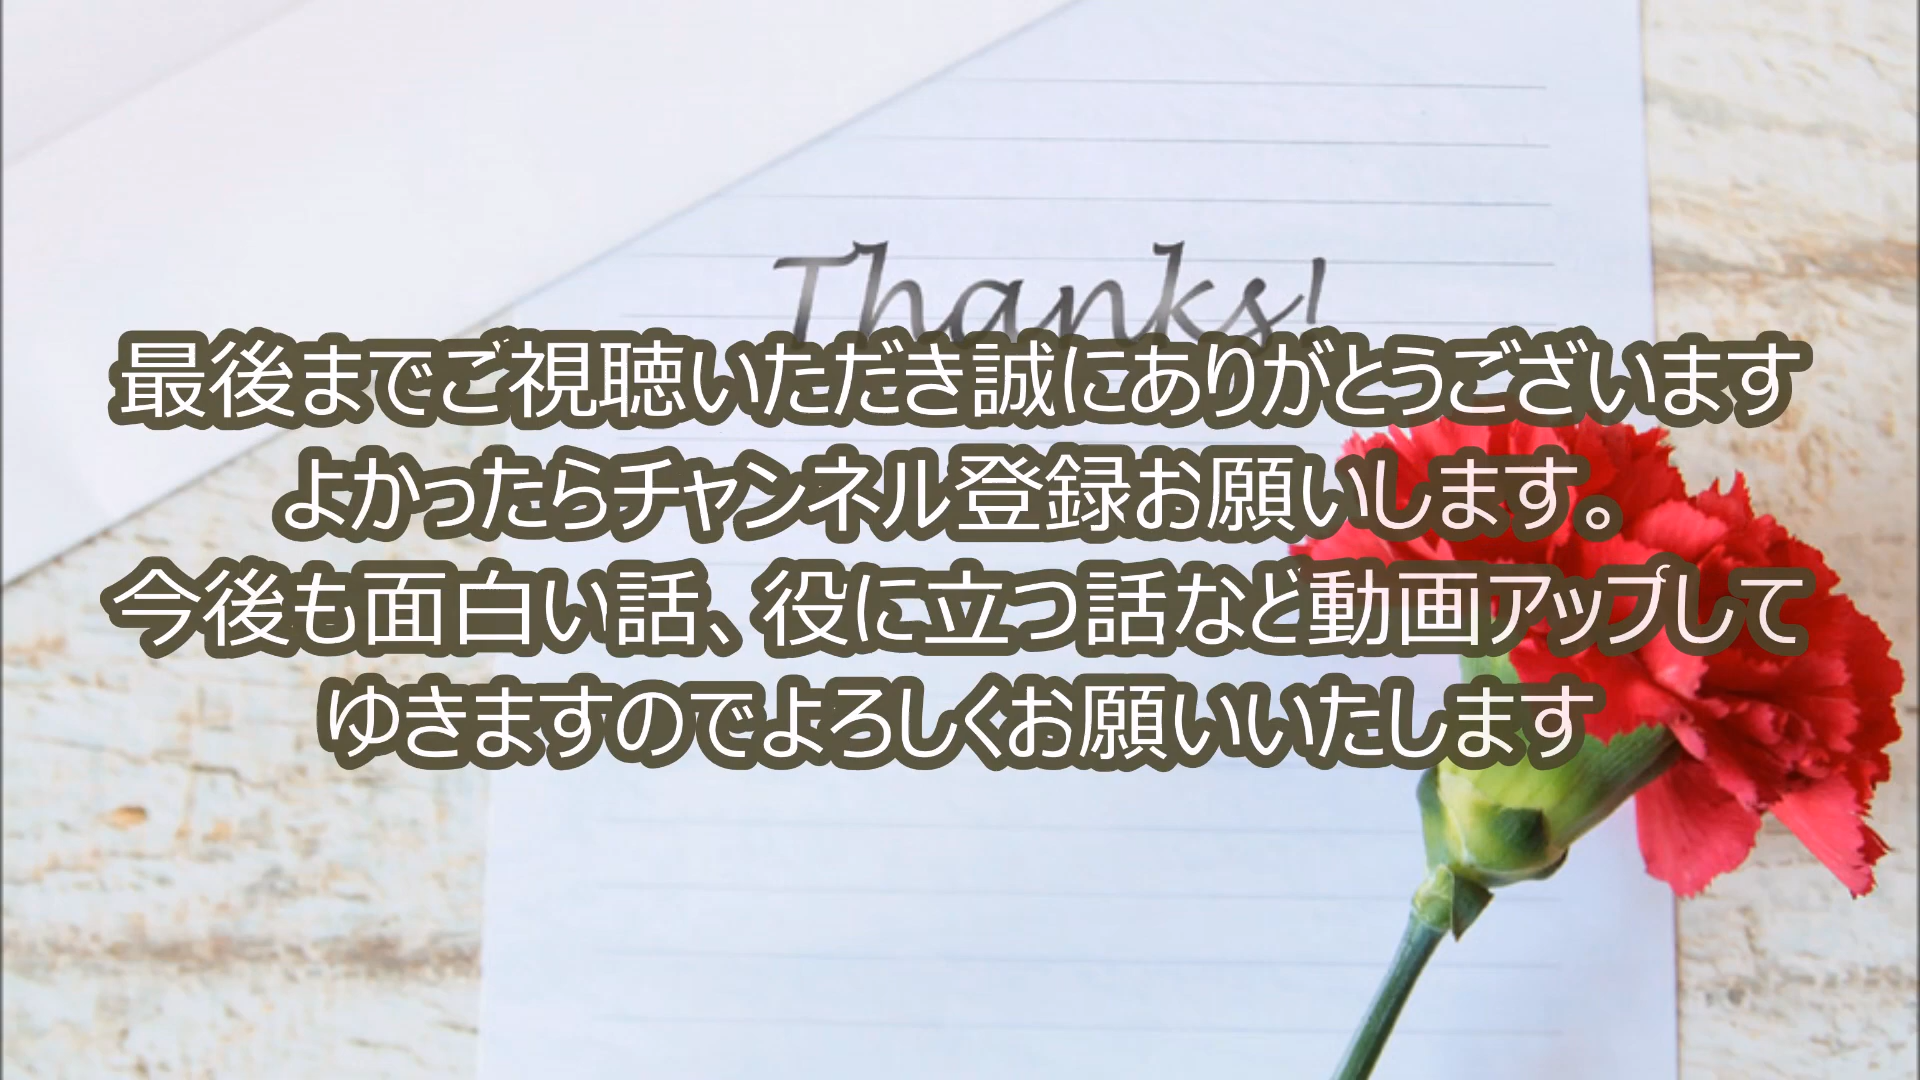 Thanks!
最後までご視聴いただき誠にありがとうございます
よかったらチャンネル登録お願いします。
今後も面白い話、役に立つ話など動画アップして
ゆきますのでよろしくお願いいたします